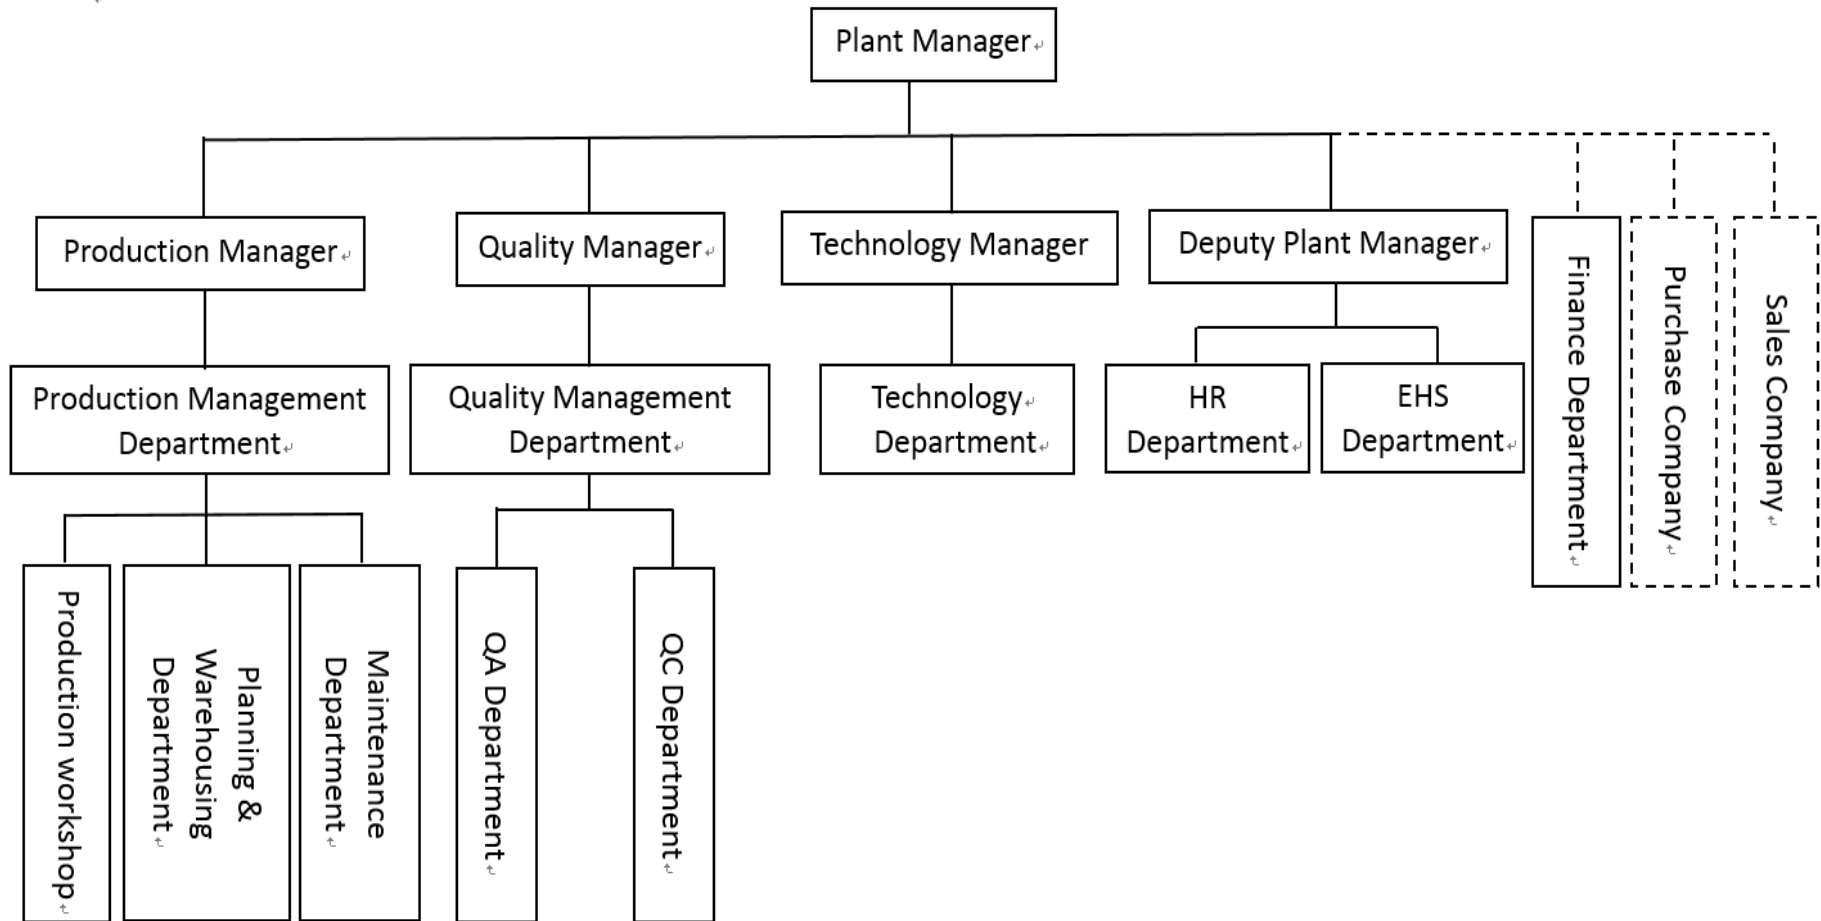 Plant Manager
Production Manager
Quality Manager
Technology Manager
Deputy Plant Manager
Finance Department
Purchase Company
Sales Company
Production Management
Department
Quality Management
Department
Technology
Department
HR
Department
EHS
Department
Production workshop
Planning &
Warehousing
Department
Maintenance
Department
QA Department
QC Department